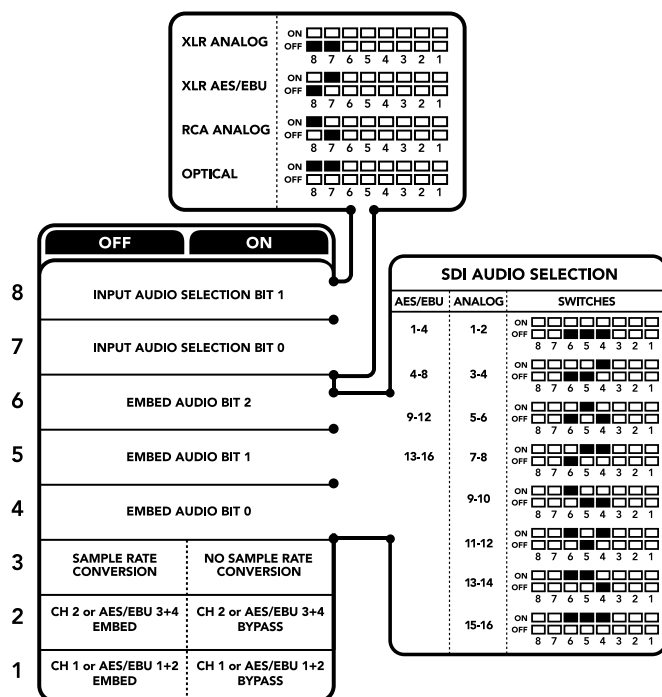 XLR ANALOG
ON
OFF
8 7 6 5 4 3 2 1
XLR AES/EBU
ON
OFF
8 7 6 5 4 3 2 1
RCA ANALOG
ON
OFF
8 7 6 5 4 3 2 1
OPTICAL
ON
OFF
8 7 6 5 4 3 2 1
OFF ON
8 INPUT AUDIO SELECTION BIT 1
7 INPUT AUDIO SELECTION BIT 0
6 EMBED AUDIO BIT 2
5 EMBED AUDIO BIT 1
4 EMBED AUDIO BIT 0
3
SAMPLE RATE
CONVERSION
NO SAMPLE RATE
CONVERSION
2
CH 2 or AES/EBU 3+4
EMBED
CH 2 or AES/EBU 3+4
BYPASS
1
CH 1 or AES/EBU 1+2
EMBED
CH 1 or AES/EBU 1+2
BYPASS
SDI AUDIO SELECTION
AES/EBU ANALOG SWITCHES
1-4 1-2
ON
OFF
8 7 6 5 4 3 2 1
4-8 3-4
ON
OFF
8 7 6 5 4 3 2 1
9-12 5-6
ON
OFF
8 7 6 5 4 3 2 1
13-16 7-8
ON
OFF
8 7 6 5 4 3 2 1
9-10
ON
OFF
8 7 6 5 4 3 2 1
11-12
ON
OFF
8 7 6 5 4 3 2 1
13-14
ON
OFF
8 7 6 5 4 3 2 1
15-16
ON
OFF
8 7 6 5 4 3 2 1